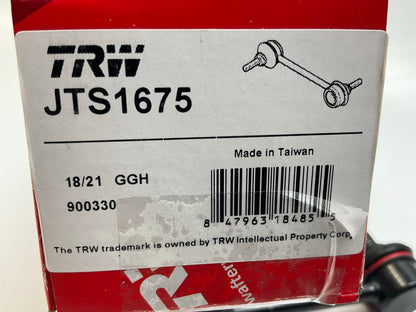 TRW
JTS1675
Made in Taiwan
18/21 GGH
900330
8 47963 18485 5
The TRW trademark is owned by TRW Intellectual Property Corp.